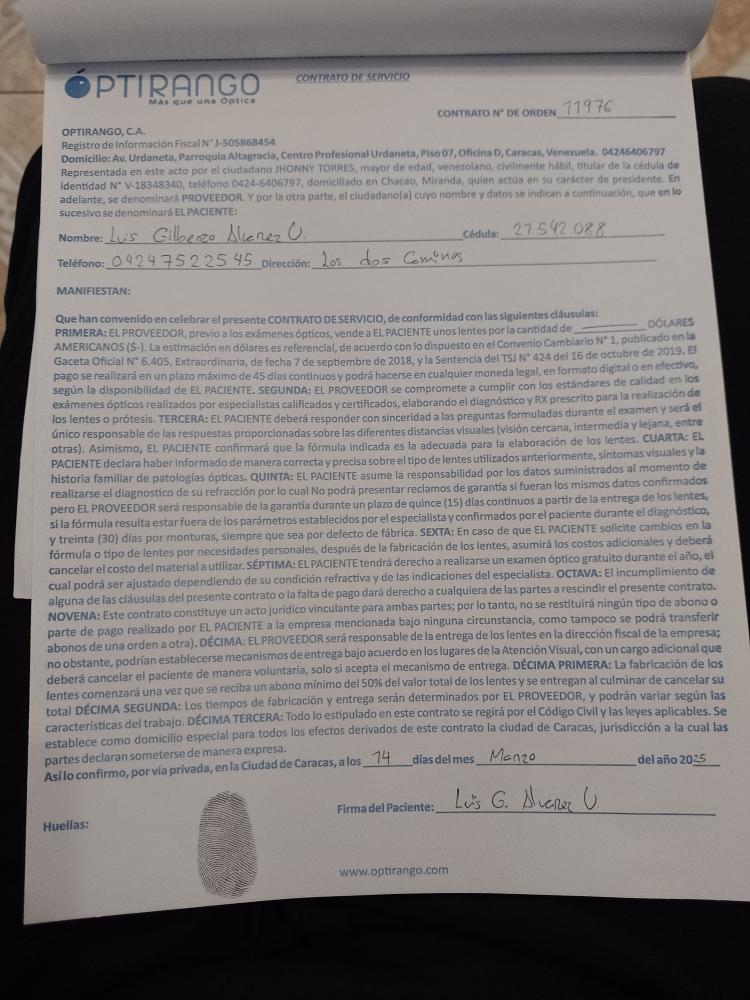 ÓPTIRANGO
Más que una Óptica
CONTRATO DE SERVICIO
CONTRATO N° DE ORDEN 11976
OPTIRANGO, C.A.
Registro de Información Fiscal N° J-505868454
Domicilio: Av. Urdaneta, Parroquia Altagracia, Centro Profesional Urdaneta, Piso 07, Oficina D, Caracas, Venezuela. 04246406797
Representada en este acto por el ciudadano JHONNY TORRES, mayor de edad, venezolano, civilmente hábil, titular de la cédula de
identidad N° V-18348340, teléfono 0424-6406797, domiciliado en Chacao, Miranda, quien actúa en su carácter de presidente. En
adelante, se denominará PROVEEDOR. Y por la otra parte, el ciudadano(a) cuyo nombre y datos se indican a continuación, que en lo
sucesivo se denominará EL PACIENTE:
Nombre: Luis Gilbenzo Alvarez U. Cédula: 27.542.088
Teléfono: 04247522545 Dirección: Los dos Caminos
MANIFIESTAN:
Que han convenido en celebrar el presente CONTRATO DE SERVICIO, de conformidad con las siguientes cláusulas:
PRIMERA: EL PROVEEDOR, previo a los exámenes ópticos, vende a EL PACIENTE unos lentes por la cantidad de DÓLARES
AMERICANOS ($-). La estimación en dólares es referencial, de acuerdo con lo dispuesto en el Convenio Cambiario N° 1, publicado en la
Gaceta Oficial N° 6.405, Extraordinaria, de fecha 7 de septiembre de 2018, y la Sentencia del TSJ N° 424 del 16 de octubre de 2019. El
pago se realizará en un plazo máximo de 45 días continuos y podrá hacerse en cualquier moneda legal, en formato digital o en efectivo,
según la disponibilidad de EL PACIENTE. SEGUNDA: EL PROVEEDOR se compromete a cumplir con los estándares de calidad en los
exámenes ópticos realizados por especialistas calificados y certificados, elaborando el diagnóstico y RX prescrito para la realización de
los lentes o prótesis. TERCERA: EL PACIENTE deberá responder con sinceridad a las preguntas formuladas durante el examen y será el
único responsable de las respuestas proporcionadas sobre las diferentes distancias visuales (visión cercana, intermedia y lejana, entre
otras). Asimismo, EL PACIENTE confirmará que la fórmula indicada es la adecuada para la elaboración de los lentes. CUARTA: EL
PACIENTE declara haber informado de manera correcta y precisa sobre el tipo de lentes utilizados anteriormente, síntomas visuales y la
historia familiar de patologías ópticas. QUINTA: EL PACIENTE asume la responsabilidad por los datos suministrados al momento de
realizarse el diagnostico de su refracción por lo cual No podrá presentar reclamos de garantía si fueran los mismos datos confirmados
pero EL PROVEEDOR será responsable de la garantía durante un plazo de quince (15) días continuos a partir de la entrega de los lentes,
si la fórmula resulta estar fuera de los parámetros establecidos por el especialista y confirmados por el paciente durante el diagnóstico,
y treinta (30) días por monturas, siempre que sea por defecto de fábrica. SEXTA: En caso de que EL PACIENTE solicite cambios en la
fórmula o tipo de lentes por necesidades personales, después de la fabricación de los lentes, asumirá los costos adicionales y deberá
cancelar el costo del material a utilizar. SÉPTIMA: EL PACIENTE tendrá derecho a realizarse un examen óptico gratuito durante el año, el
cual podrá ser ajustado dependiendo de su condición refractiva y de las indicaciones del especialista. OCTAVA: El incumplimiento de
alguna de las cláusulas del presente contrato o la falta de pago dará derecho a cualquiera de las partes a rescindir el presente contrato.
NOVENA: Este contrato constituye un acto jurídico vinculante para ambas partes; por lo tanto, no se restituirá ningún tipo de abono o
parte de pago realizado por EL PACIENTE a la empresa mencionada bajo ninguna circunstancia, como tampoco se podrá transferir
abonos de una orden a otra). DÉCIMA: EL PROVEEDOR será responsable de la entrega de los lentes en la dirección fiscal de la empresa;
no obstante, podrían establecerse mecanismos de entrega bajo acuerdo en los lugares de la Atención Visual, con un cargo adicional que
deberá cancelar el paciente de manera voluntaria, solo si acepta el mecanismo de entrega. DÉCIMA PRIMERA: La fabricación de los
lentes comenzará una vez que se reciba un abono mínimo del 50% del valor total de los lentes y se entregan al culminar de cancelar su
total DÉCIMA SEGUNDA: Los tiempos de fabricación y entrega serán determinados por EL PROVEEDOR, y podrán variar según las
características del trabajo. DÉCIMA TERCERA: Todo lo estipulado en este contrato se regirá por el Código Civil y las leyes aplicables. Se
establece como domicilio especial para todos los efectos derivados de este contrato la ciudad de Caracas, jurisdicción a la cual las
partes declaran someterse de manera expresa.
Así lo confirmo, por vía privada, en la Ciudad de Caracas, a los 14 días del mes Marzo del año 2025
Firma del Paciente: Luis G. Alvarez U.
Huellas:
www.optirango.com